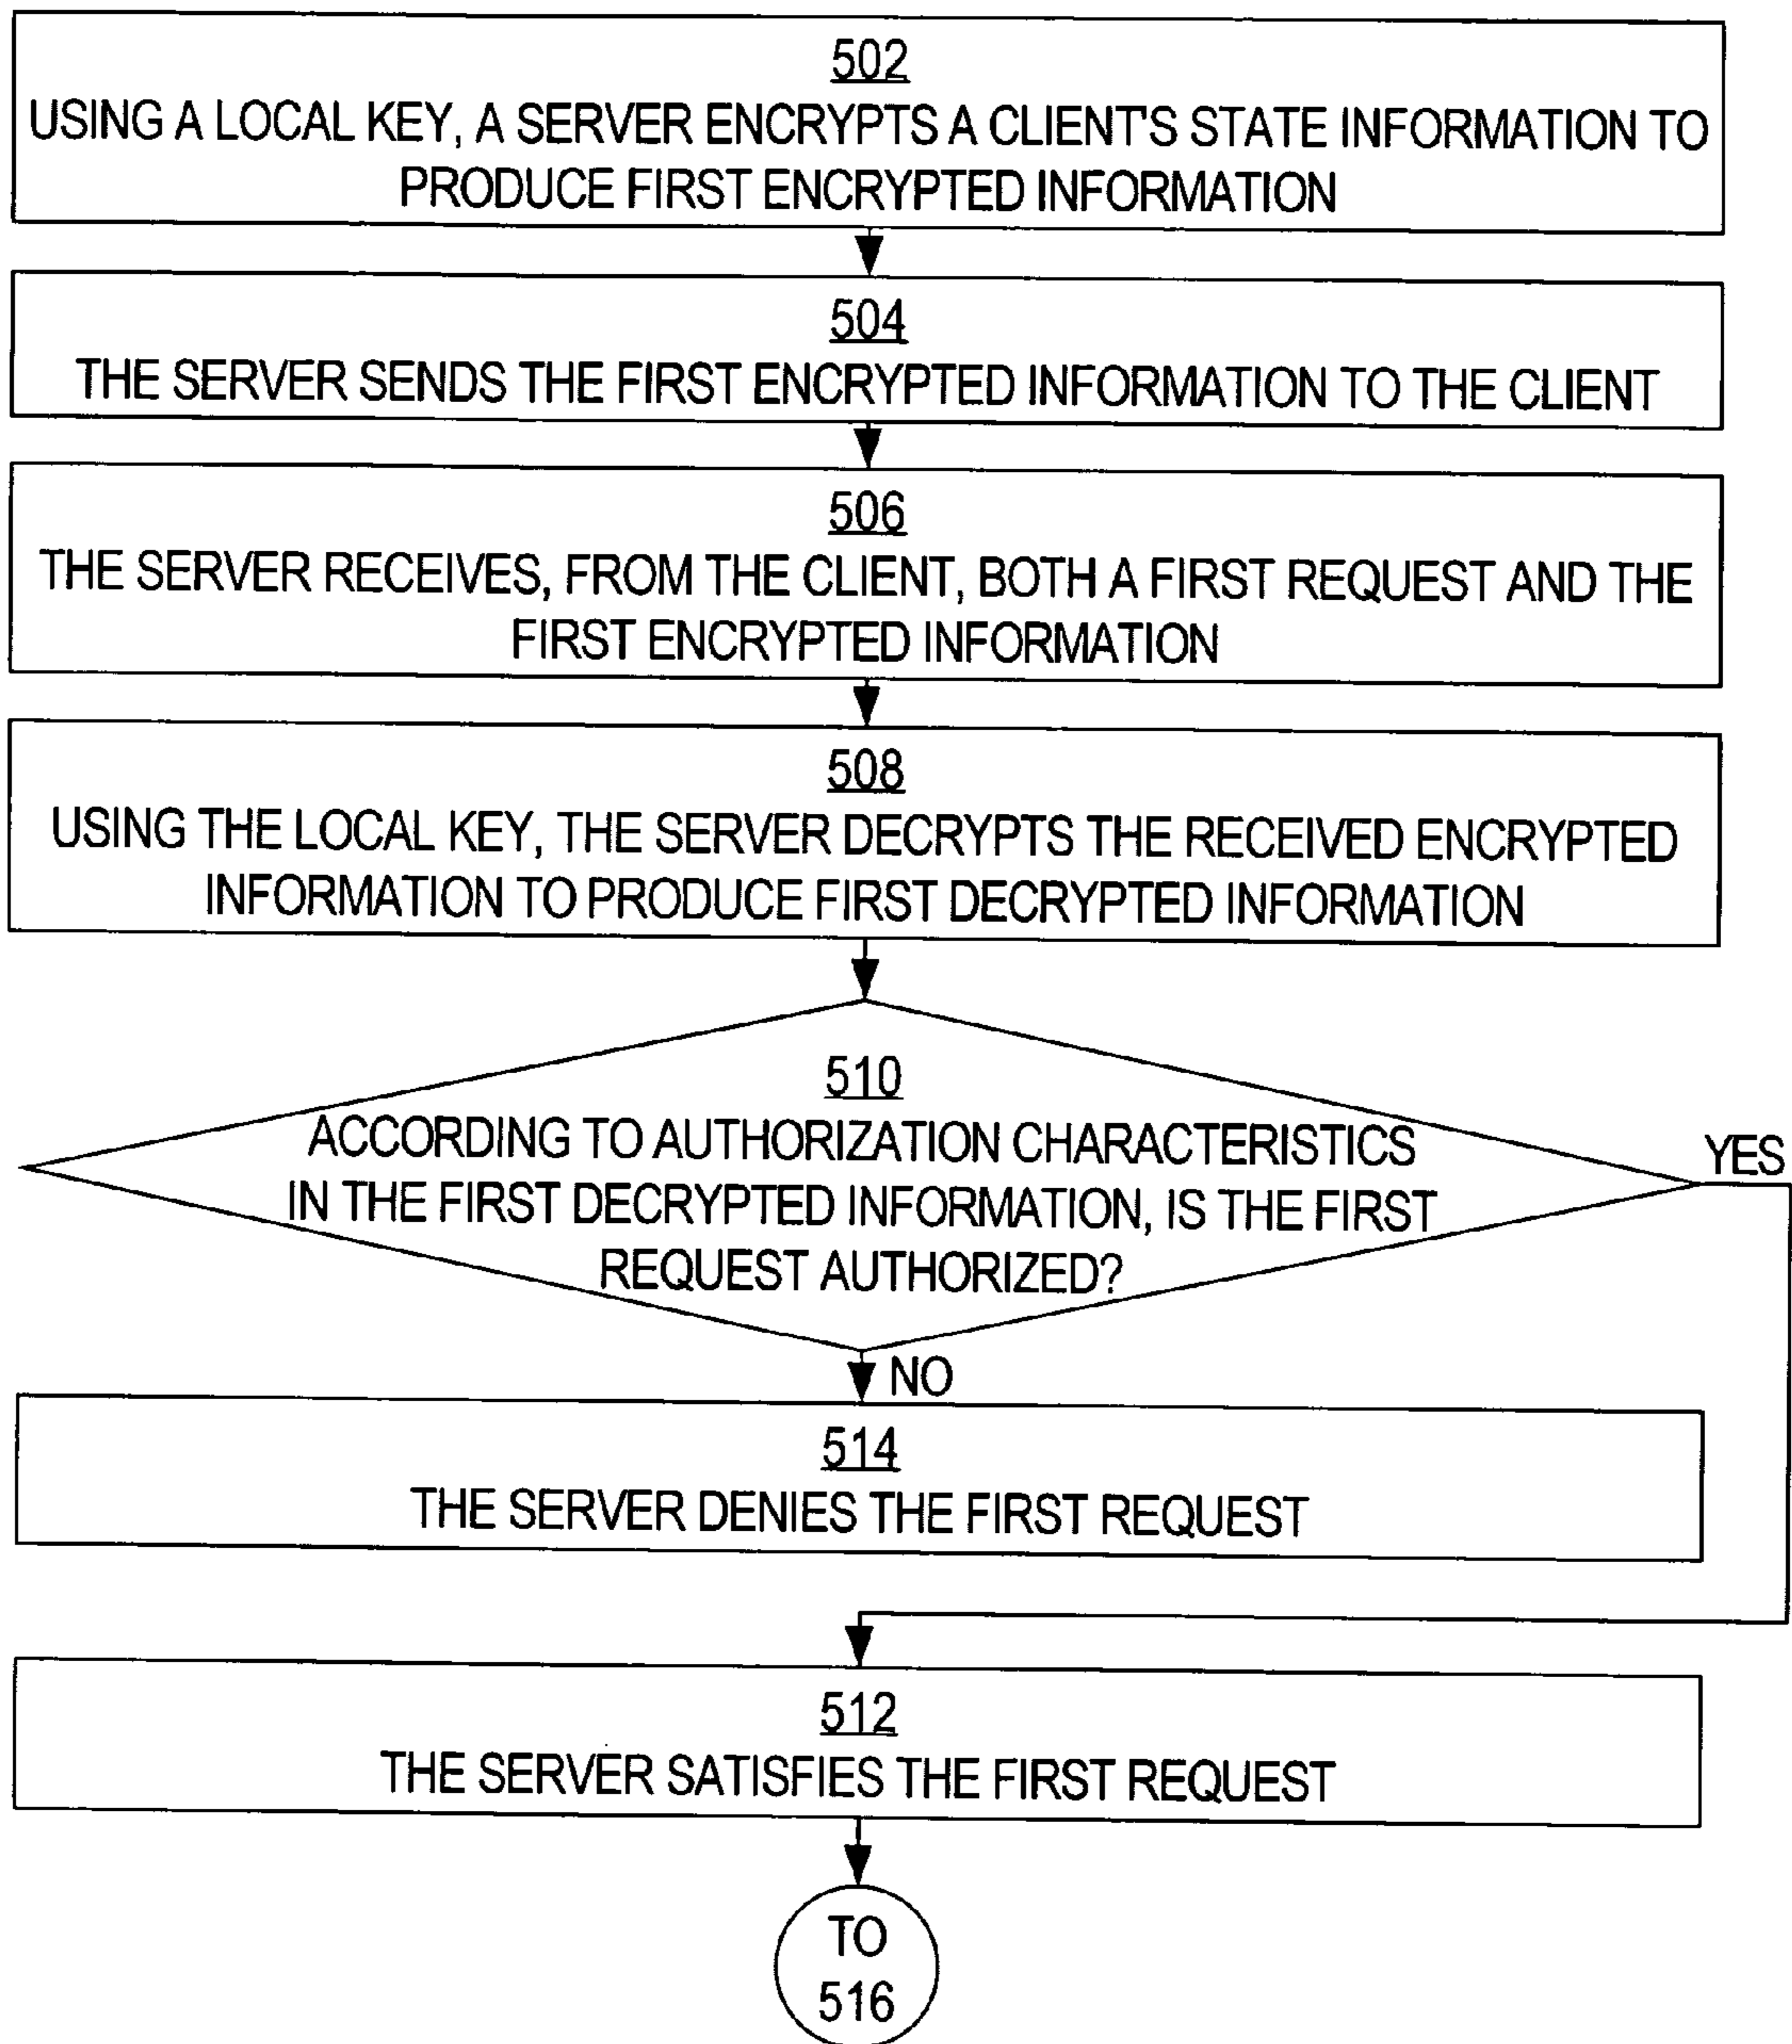 502
USING A LOCAL KEY, A SERVER ENCRYPTS A CLIENT'S STATE INFORMATION TO
PRODUCE FIRST ENCRYPTED INFORMATION
504
THE SERVER SENDS THE FIRST ENCRYPTED INFORMATION TO THE CLIENT
506
THE SERVER RECEIVES, FROM THE CLIENT, BOTH A FIRST REQUEST AND THE
FIRST ENCRYPTED INFORMATION
508
USING THE LOCAL KEY, THE SERVER DECRYPTS THE RECEIVED ENCRYPTED
INFORMATION TO PRODUCE FIRST DECRYPTED INFORMATION
510
ACCORDING TO AUTHORIZATION CHARACTERISTICS
IN THE FIRST DECRYPTED INFORMATION, IS THE FIRST
REQUEST AUTHORIZED?
YES
NO
514
THE SERVER DENIES THE FIRST REQUEST
512
THE SERVER SATISFIES THE FIRST REQUEST
TO
516